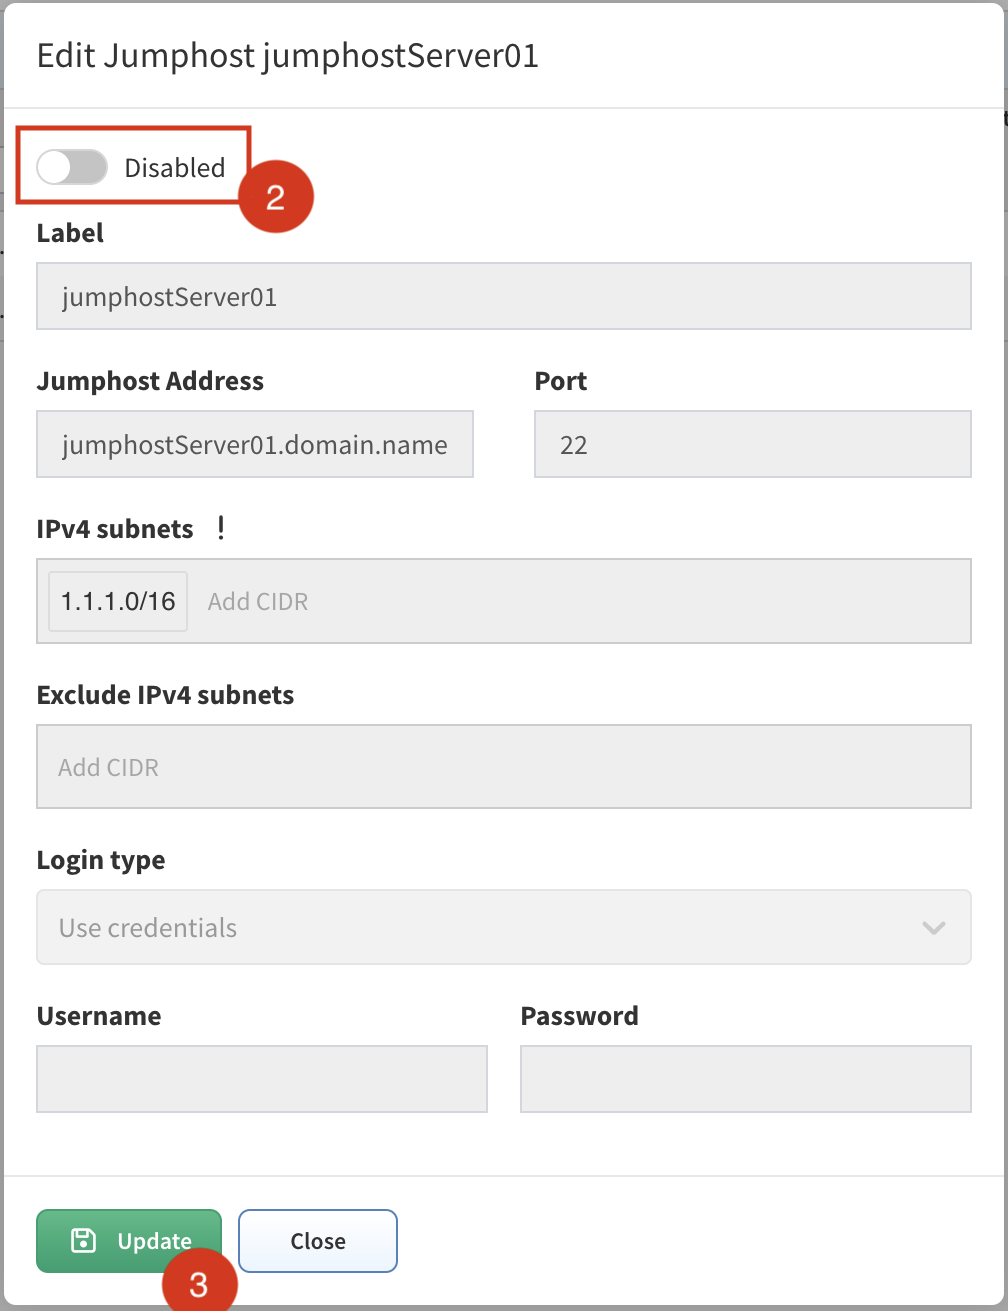 Edit Jumphost jumphostServer01
Disabled
2
Label
jumphostServer01
Jumphost Address Port
jumphostServer01.domain.name 22
IPv4 subnets !
1.1.1.0/16 Add CIDR
Exclude IPv4 subnets
Add CIDR
Login type
Use credentials
Username Password
Update Close
3